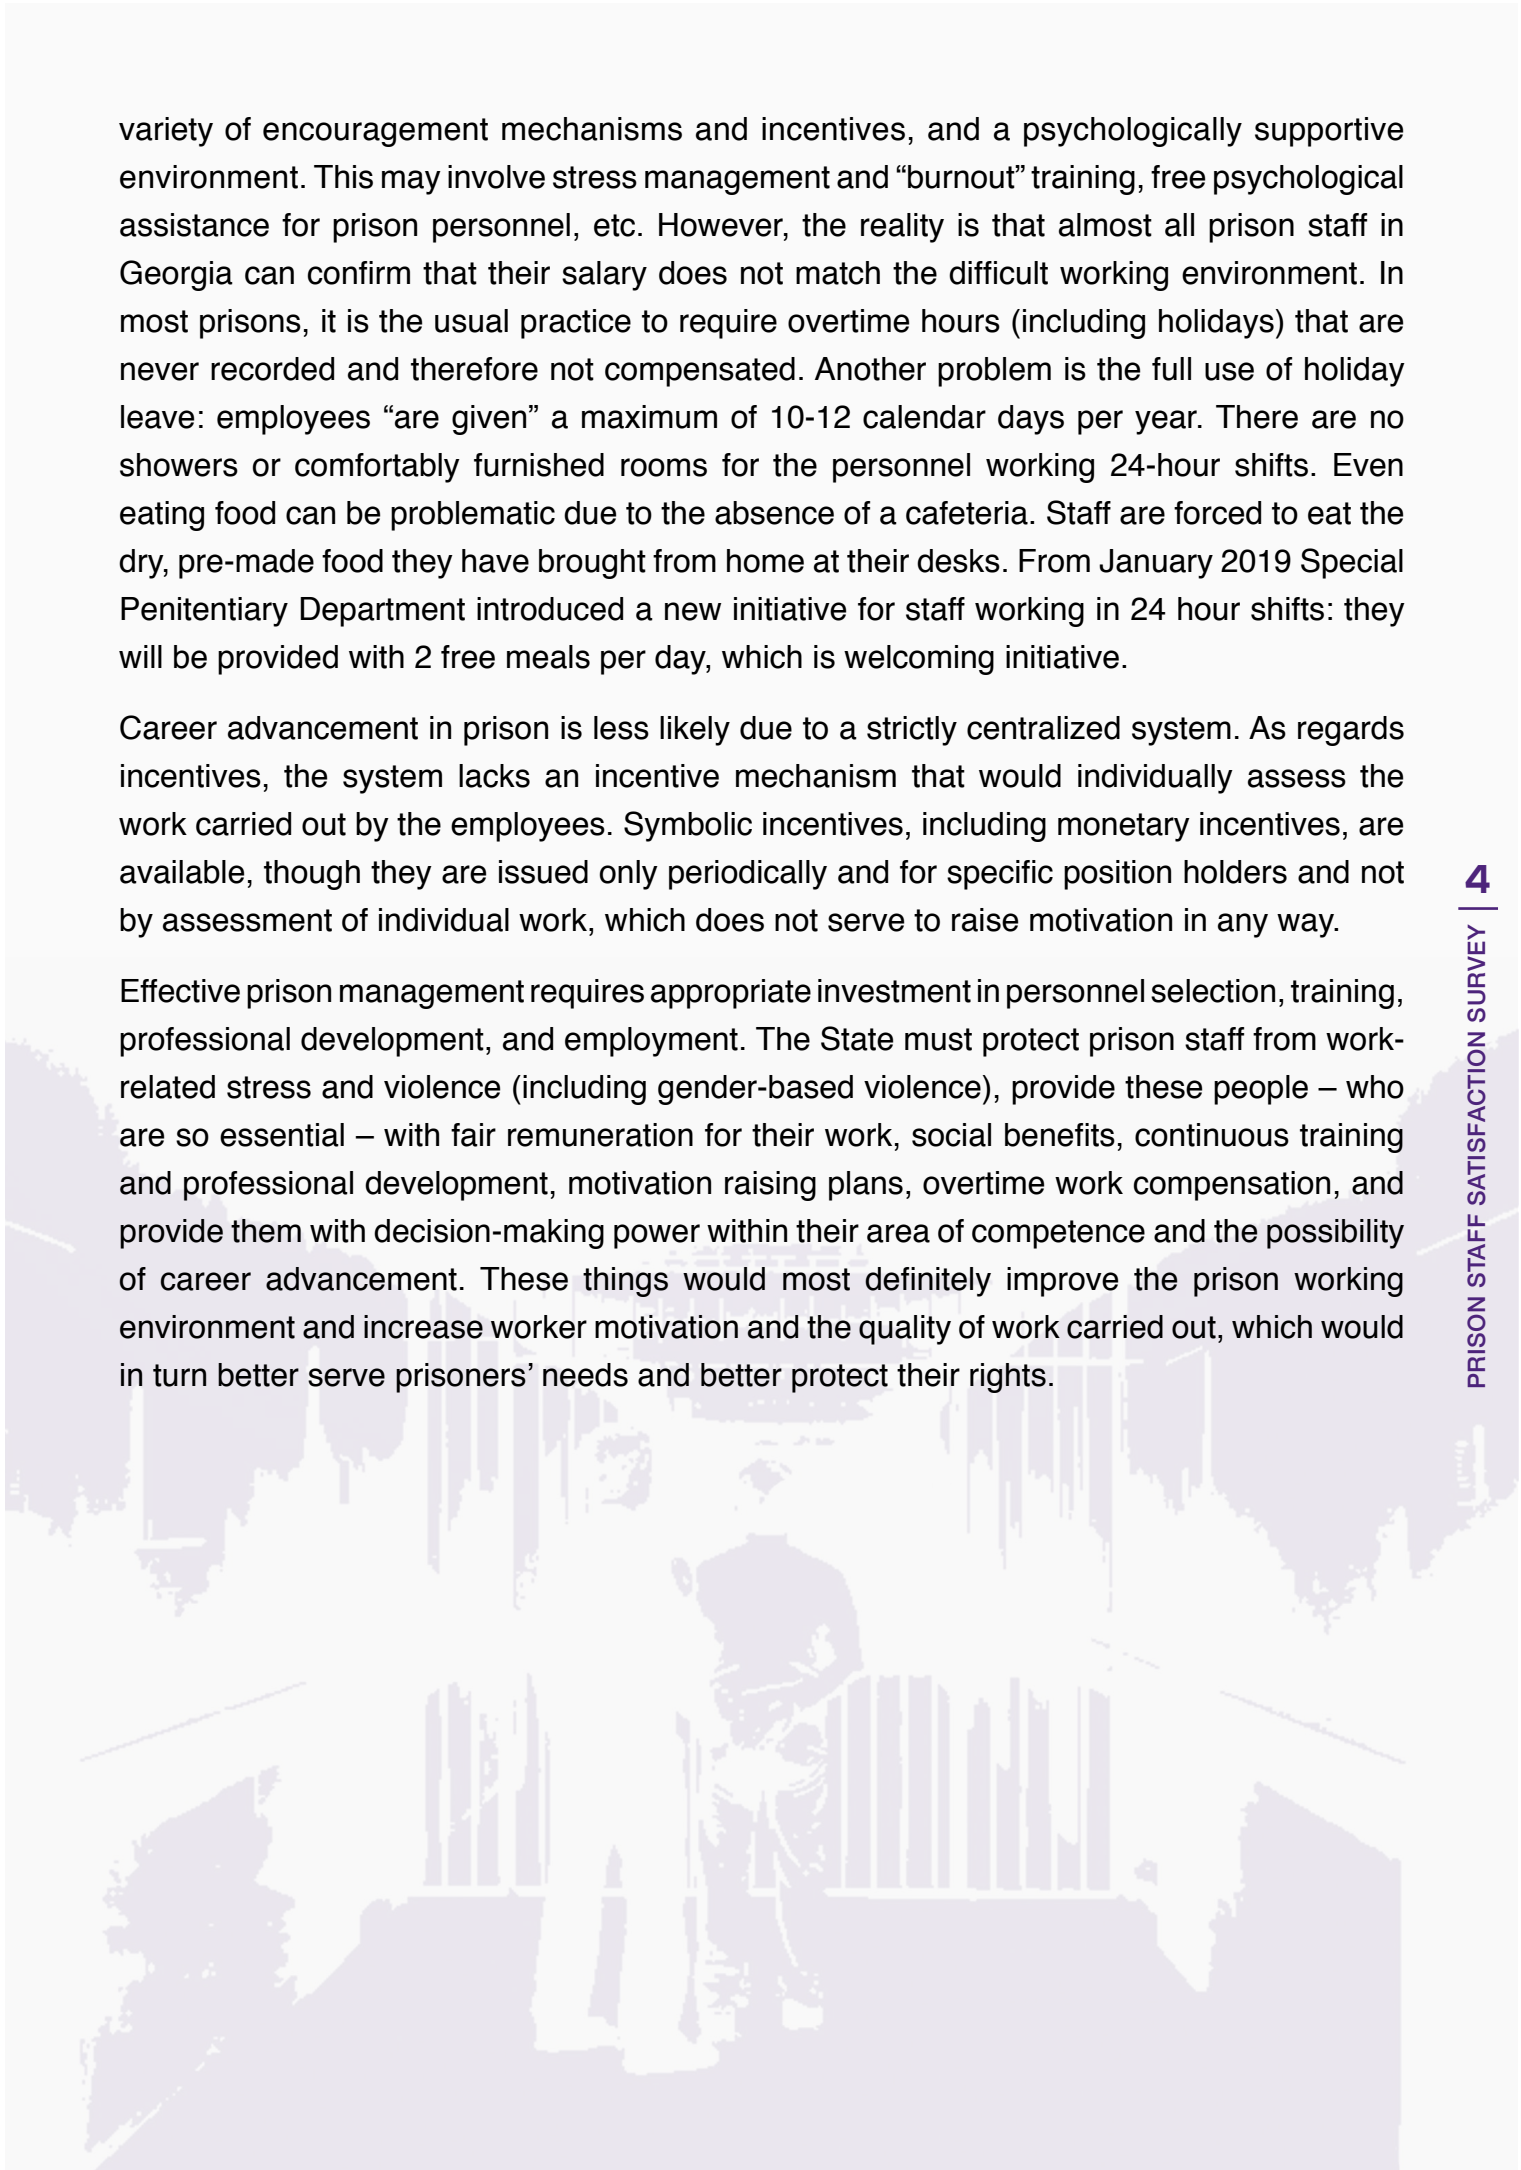 variety of encouragement mechanisms and incentives, and a psychologically supportive
environment. This may involve stress management and “burnout” training, free psychological
assistance for prison personnel, etc. However, the reality is that almost all prison staff in
Georgia can confirm that their salary does not match the difficult working environment. In
most prisons, it is the usual practice to require overtime hours (including holidays) that are
never recorded and therefore not compensated. Another problem is the full use of holiday
leave: employees “are given” a maximum of 10-12 calendar days per year. There are no
showers or comfortably furnished rooms for the personnel working 24-hour shifts. Even
eating food can be problematic due to the absence of a cafeteria. Staff are forced to eat the
dry, pre-made food they have brought from home at their desks. From January 2019 Special
Penitentiary Department introduced a new initiative for staff working in 24 hour shifts: they
will be provided with 2 free meals per day, which is welcoming initiative.
Career advancement in prison is less likely due to a strictly centralized system. As regards
incentives, the system lacks an incentive mechanism that would individually assess the
work carried out by the employees. Symbolic incentives, including monetary incentives, are
available, though they are issued only periodically and for specific position holders and not
by assessment of individual work, which does not serve to raise motivation in any way.
Effective prison management requires appropriate investment in personnel selection, training,
professional development, and employment. The State must protect prison staff from work-
related stress and violence (including gender-based violence), provide these people – who
are so essential – with fair remuneration for their work, social benefits, continuous training
and professional development, motivation raising plans, overtime work compensation, and
provide them with decision-making power within their area of competence and the possibility
of career advancement. These things would most definitely improve the prison working
environment and increase worker motivation and the quality of work carried out, which would
in turn better serve prisoners’ needs and better protect their rights.
4
PRISON STAFF SATISFACTION SURVEY